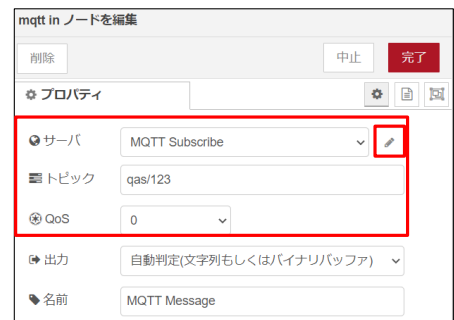 mqtt in ノードを編集
削除 中止 完了
プロパティ
サーバ MQTT Subscribe
トピック qas/123
QoS 0
出力 自動判定(文字列もしくはバイナリバッファ)
名前 MQTT Message